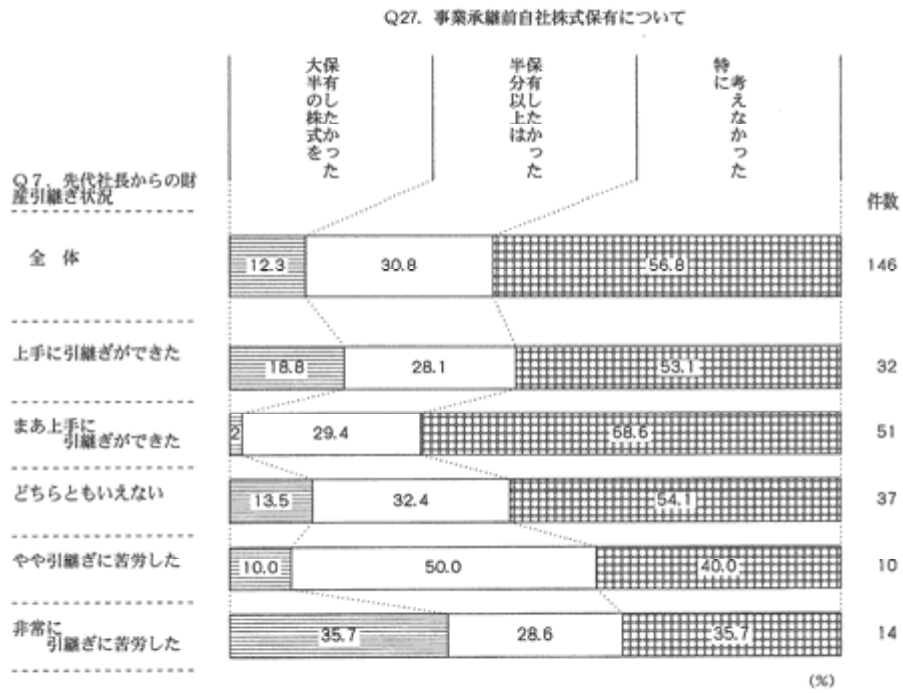 Q27. 事業承継前自社株式保有について
大半の株式を
保有したかった
半分以上は
保有したかった
特に
考えなかった
Q7. 先代社長からの財
産引継ぎ状況
件数
全 体
12.3
30.8
56.8
146
上手に引継ぎができた
18.8
28.1
53.1
32
まあ上手に
引継ぎができた
2
29.4
68.6
51
どちらともいえない
13.5
32.4
54.1
37
やや引継ぎに苦労した
10.0
50.0
40.0
10
非常に
引継ぎに苦労した
35.7
28.6
35.7
14
(%)